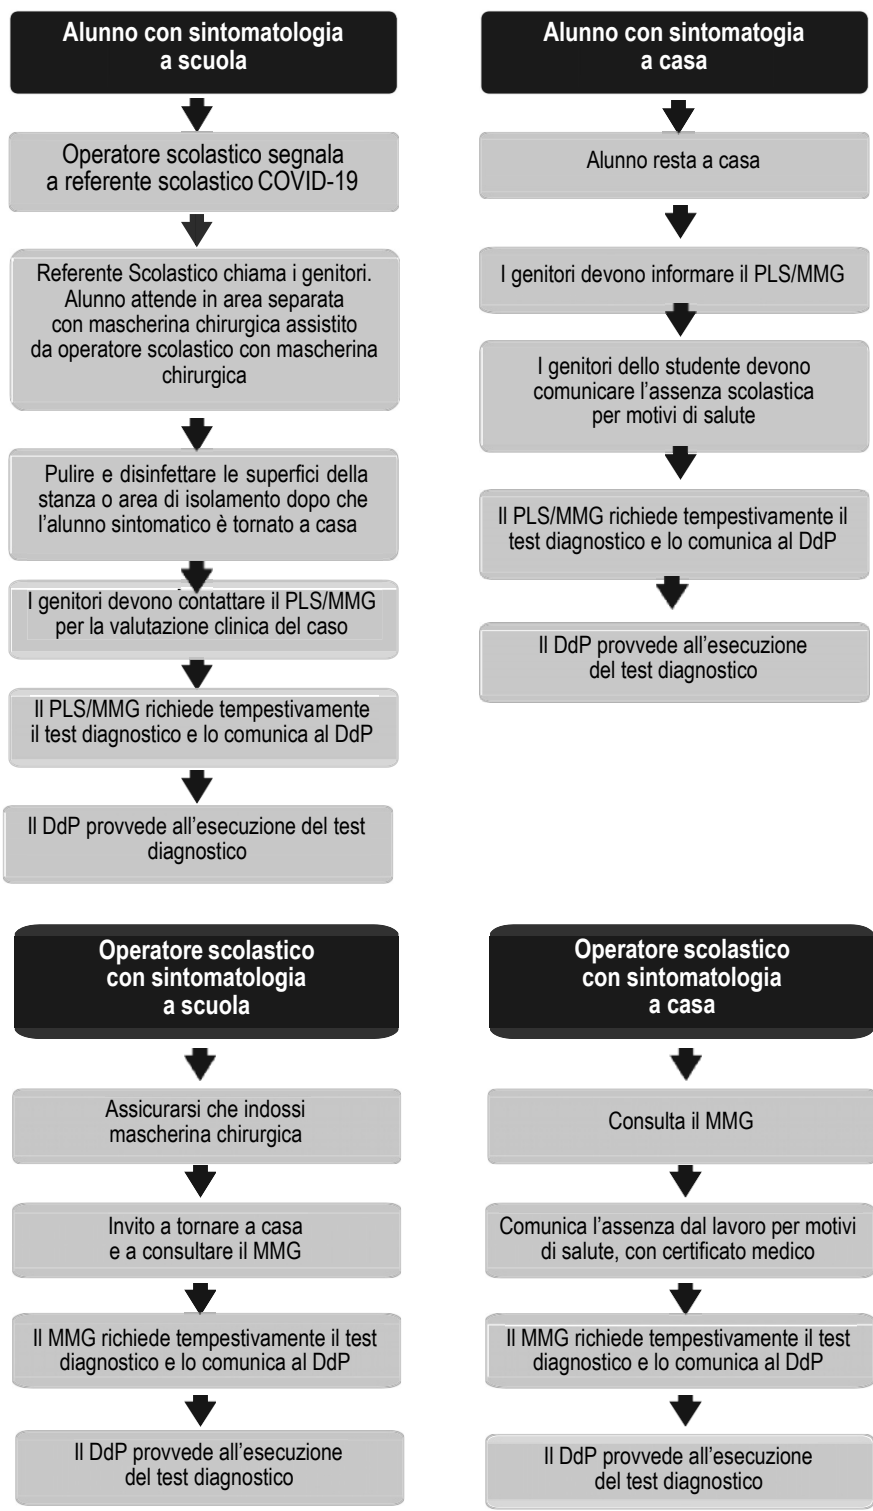 Alunno con sintomatologia
a scuola
Operatore scolastico segnala
a referente scolastico COVID-19
Referente Scolastico chiama i genitori.
Alunno attende in area separata
con mascherina chirurgica assistito
da operatore scolastico con mascherina
chirurgica
Pulire e disinfettare le superfici della
stanza o area di isolamento dopo che
l’alunno sintomatico è tornato a casa
I genitori devono contattare il PLS/MMG
per la valutazione clinica del caso
Il PLS/MMG richiede tempestivamente
il test diagnostico e lo comunica al DdP
Il DdP provvede all’esecuzione del test
diagnostico
Alunno con sintomatogia
a casa
Alunno resta a casa
I genitori devono informare il PLS/MMG
I genitori dello studente devono
comunicare l’assenza scolastica
per motivi di salute
Il PLS/MMG richiede tempestivamente il
test diagnostico e lo comunica al DdP
Il DdP provvede all’esecuzione
del test diagnostico
Operatore scolastico
con sintomatologia
a scuola
Assicurarsi che indossi
mascherina chirurgica
Invito a tornare a casa
e a consultare il MMG
Il MMG richiede tempestivamente il test
diagnostico e lo comunica al DdP
Il DdP provvede all’esecuzione
del test diagnostico
Operatore scolastico
con sintomatologia
a casa
Consulta il MMG
Comunica l’assenza dal lavoro per motivi
di salute, con certificato medico
Il MMG richiede tempestivamente il test
diagnostico e lo comunica al DdP
Il DdP provvede all’esecuzione
del test diagnostico